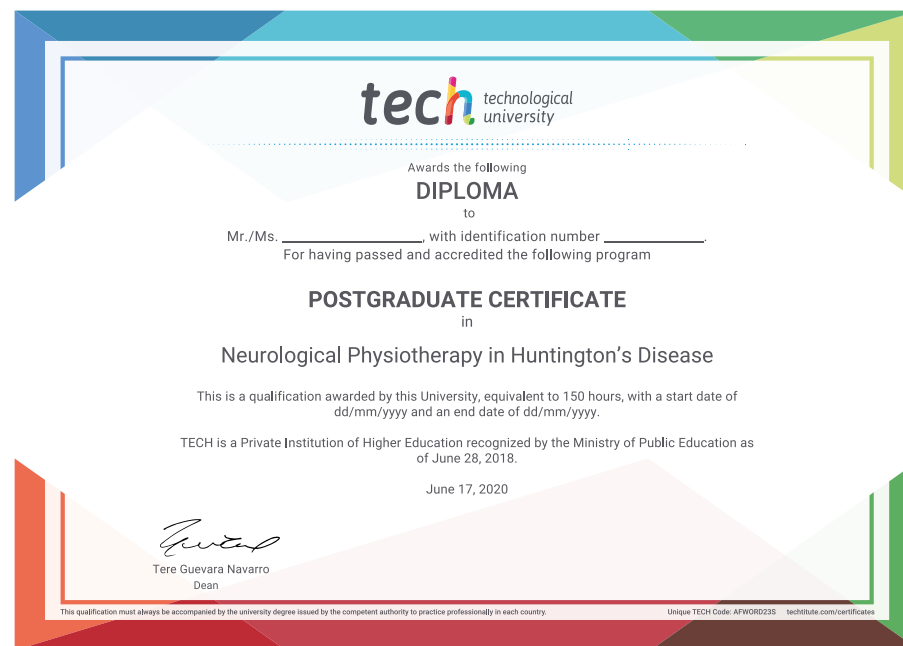 tech technological
university
Awards the following
DIPLOMA
to
Mr./Ms. ____________, with identification number ____________.
For having passed and accredited the following program
POSTGRADUATE CERTIFICATE
in
Neurological Physiotherapy in Huntington’s Disease
This is a qualification awarded by this University, equivalent to 150 hours, with a start date of
dd/mm/yyyy and an end date of dd/mm/yyyy.
TECH is a Private Institution of Higher Education recognized by the Ministry of Public Education as
of June 28, 2018.
June 17, 2020
Tere Guevara Navarro
Dean
This qualification must always be accompanied by the university degree issued by the competent authority to practice professionally in each country.
Unique TECH Code: AFWORD23S techtitute.com/certificates